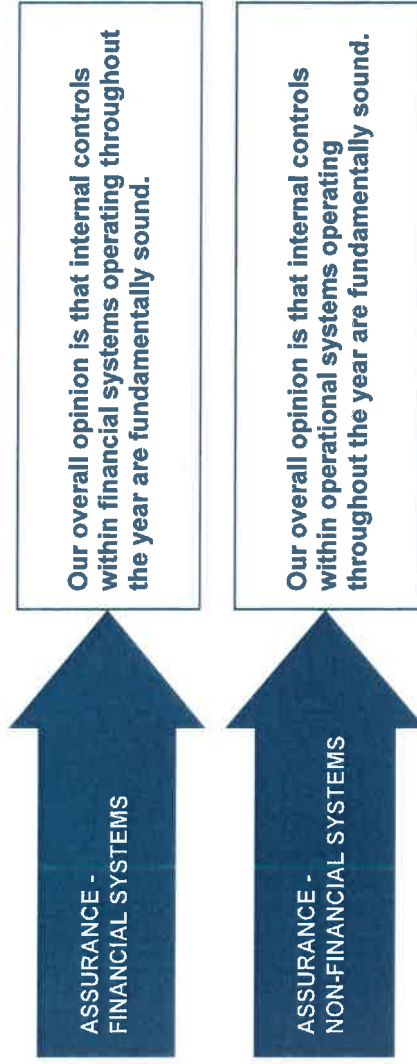 ASSURANCE -
FINANCIAL SYSTEMS
Our overall opinion is that internal controls
within financial systems operating throughout
the year are fundamentally sound.
ASSURANCE -
NON-FINANCIAL SYSTEMS
Our overall opinion is that internal controls
within operational systems operating
throughout the year are fundamentally sound.